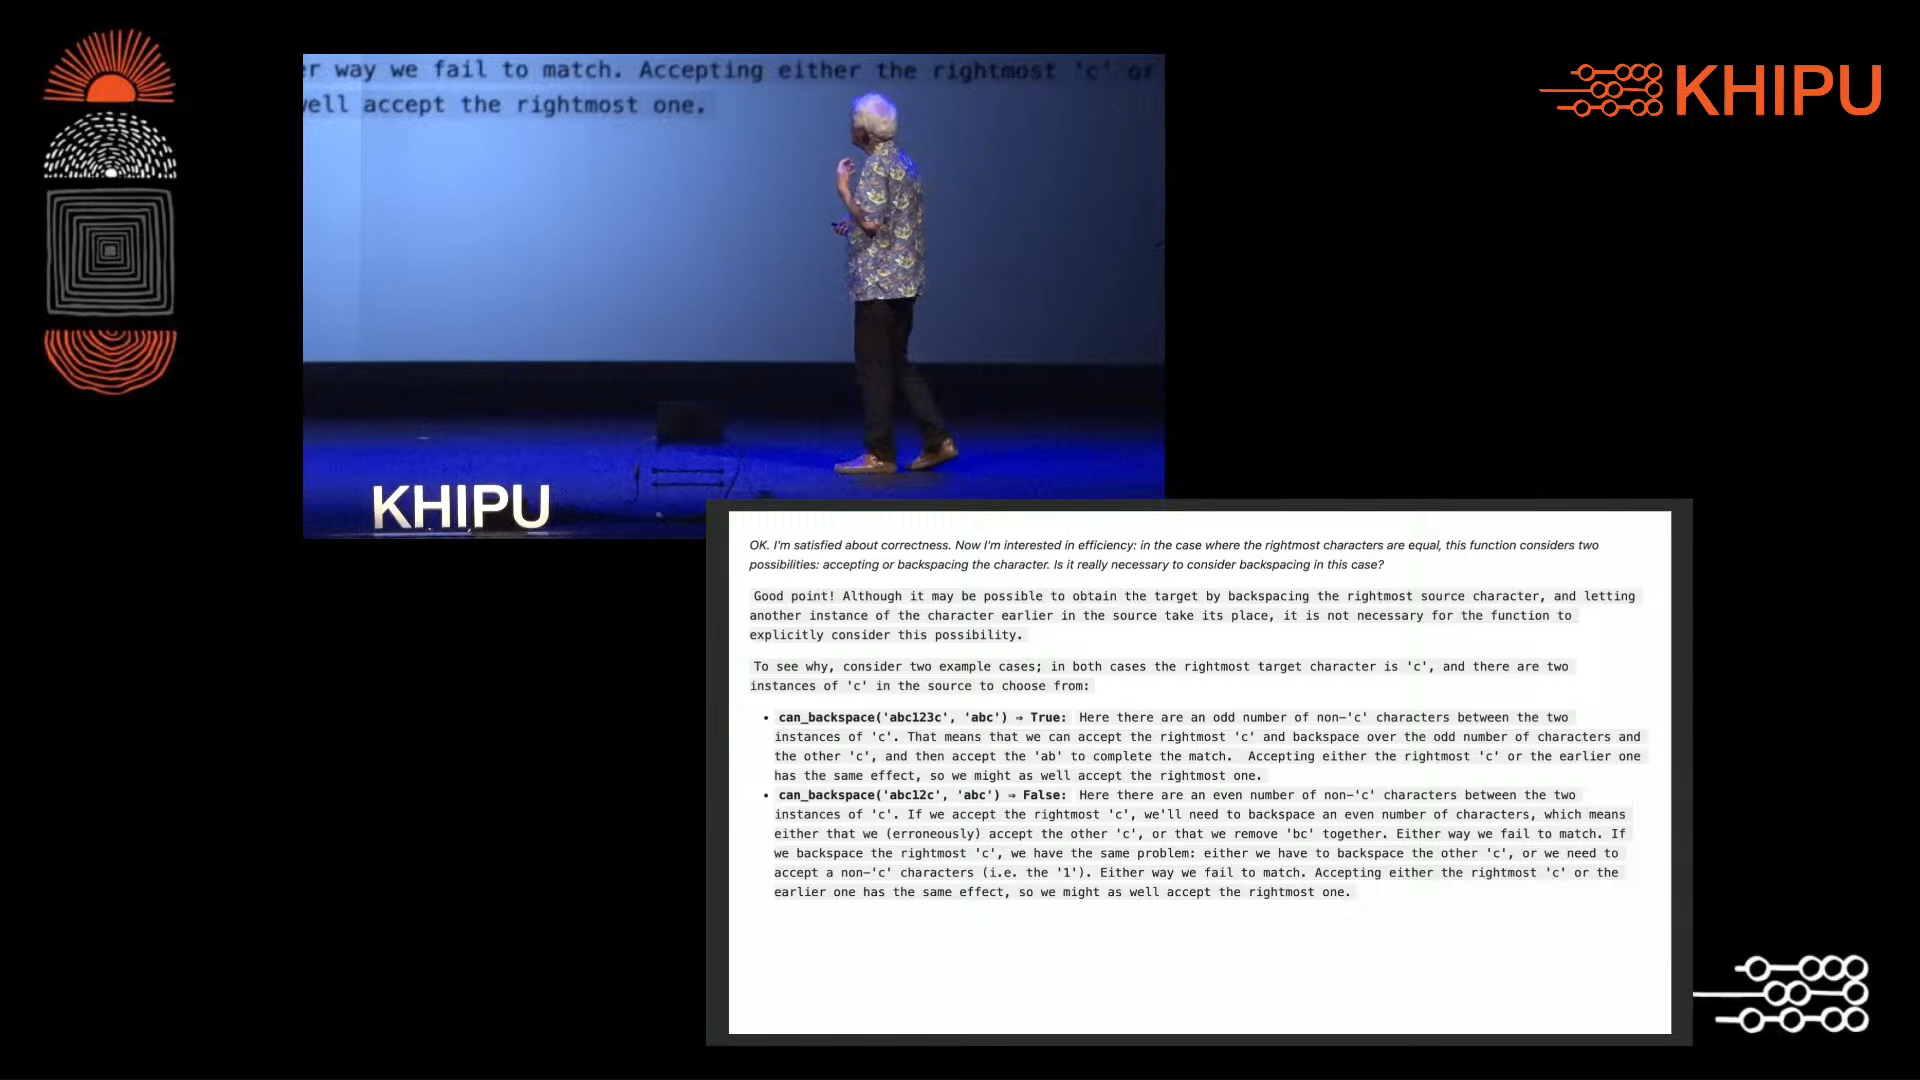 er way we fail to match. Accepting either the rightmost 'c' or
well accept the rightmost one.
KHIPU
KHIPU
OK. I'm satisfied about correctness. Now I'm interested in efficiency: in the case where the rightmost characters are equal, this function considers two
possibilities: accepting or backspacing the character. Is it really necessary to consider backspacing in this case?
Good point! Although it may be possible to obtain the target by backspacing the rightmost source character, and letting
another instance of the character earlier in the source take its place, it is not necessary for the function to
explicitly consider this possibility.
To see why, consider two example cases; in both cases the rightmost target character is 'c', and there are two
instances of 'c' in the source to choose from:
• can_backspace('abc123c', 'abc') ⇒ True: Here there are an odd number of non-'c' characters between the two
instances of 'c'. That means that we can accept the rightmost 'c' and backspace over the odd number of characters and
the other 'c', and then accept the 'ab' to complete the match. Accepting either the rightmost 'c' or the earlier one
has the same effect, so we might as well accept the rightmost one.
• can_backspace('abc12c', 'abc') ⇒ False: Here there are an even number of non-'c' characters between the two
instances of 'c'. If we accept the rightmost 'c', we'll need to backspace an even number of characters, which means
either that we (erroneously) accept the other 'c', or that we remove 'bc' together. Either way we fail to match. If
we backspace the rightmost 'c', we have the same problem: either we have to backspace the other 'c', or we need to
accept a non-'c' characters (i.e. the '1'). Either way we fail to match. Accepting either the rightmost 'c' or the
earlier one has the same effect, so we might as well accept the rightmost one.